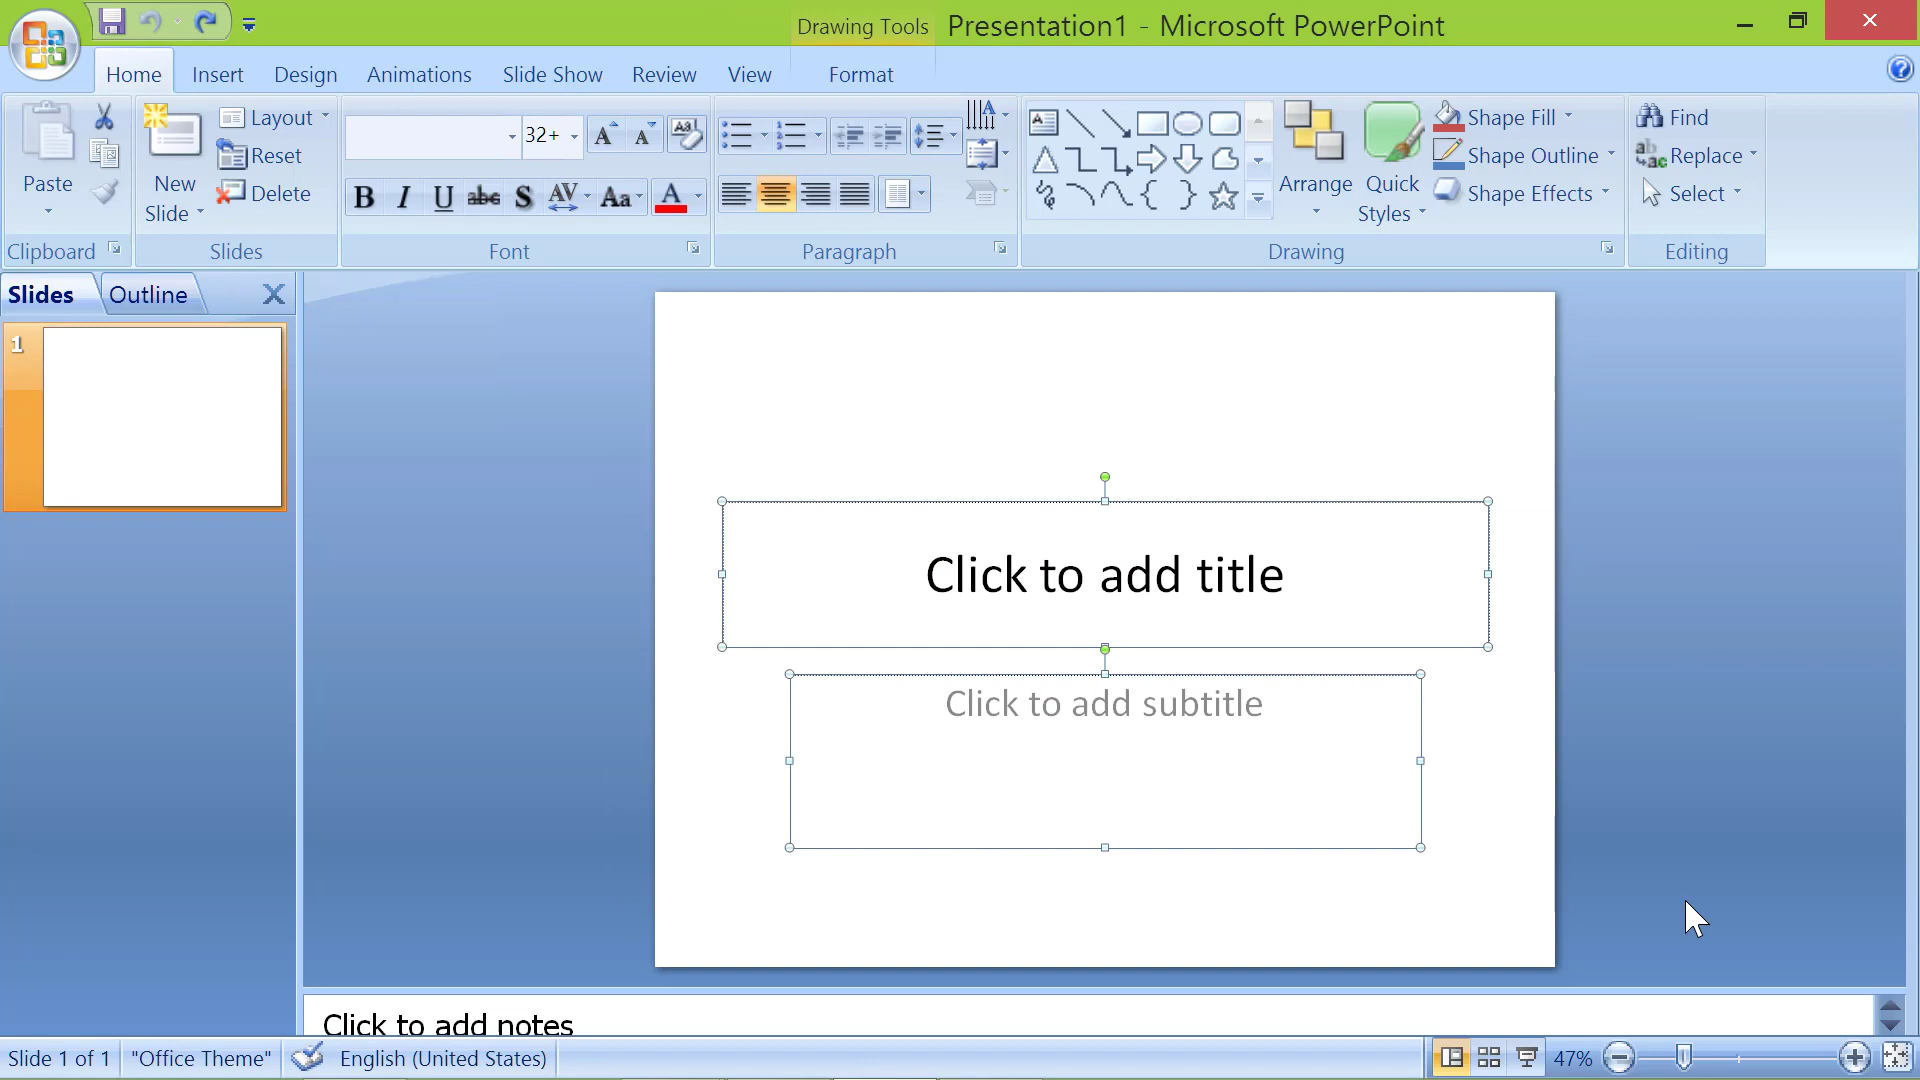 Drawing Tools
Presentation1 - Microsoft PowerPoint
Home
Insert
Design
Animations
Slide Show
Review
View
Format
Paste
Clipboard
New
Slide
Layout
Reset
Delete
Slides
32+
Font
Paragraph
Arrange
Quick
Styles
Shape Fill
Shape Outline
Shape Effects
Drawing
Find
Replace
Select
Editing
Slides
Outline
1
Click to add title
Click to add subtitle
Click to add notes
Slide 1 of 1
"Office Theme"
English (United States)
47%